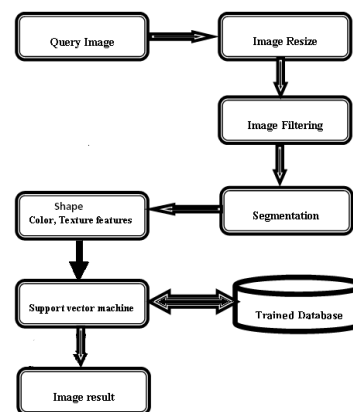 Query Image
Image Resize
Image Filtering
Segmentation
Shape
Color, Texture features
Support vector machine
Trained Database
Image result